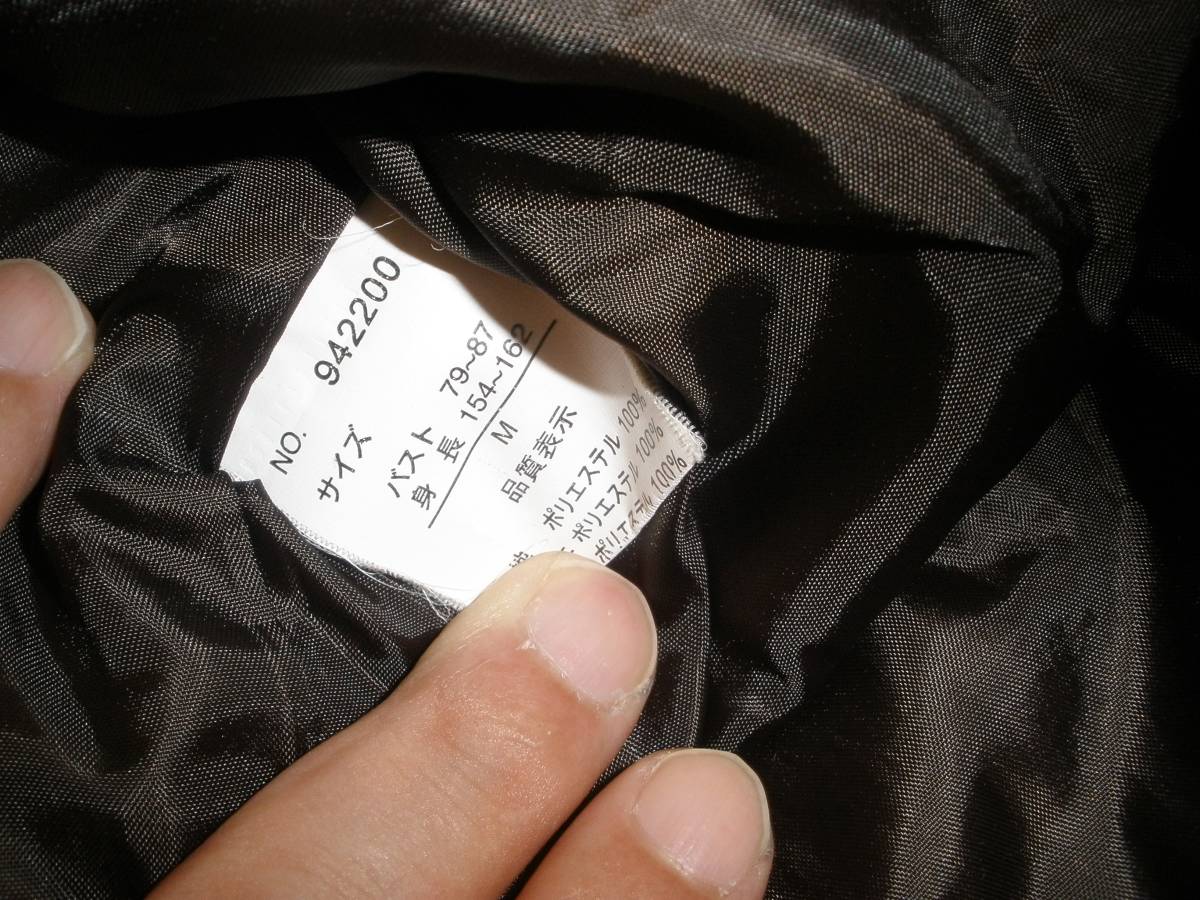 NO. 942200
サイズ
バスト 79~87
身長 154~162
M
品質表示
ポリエステル 100%
ポリエステル 100%
ポリエステル 100%